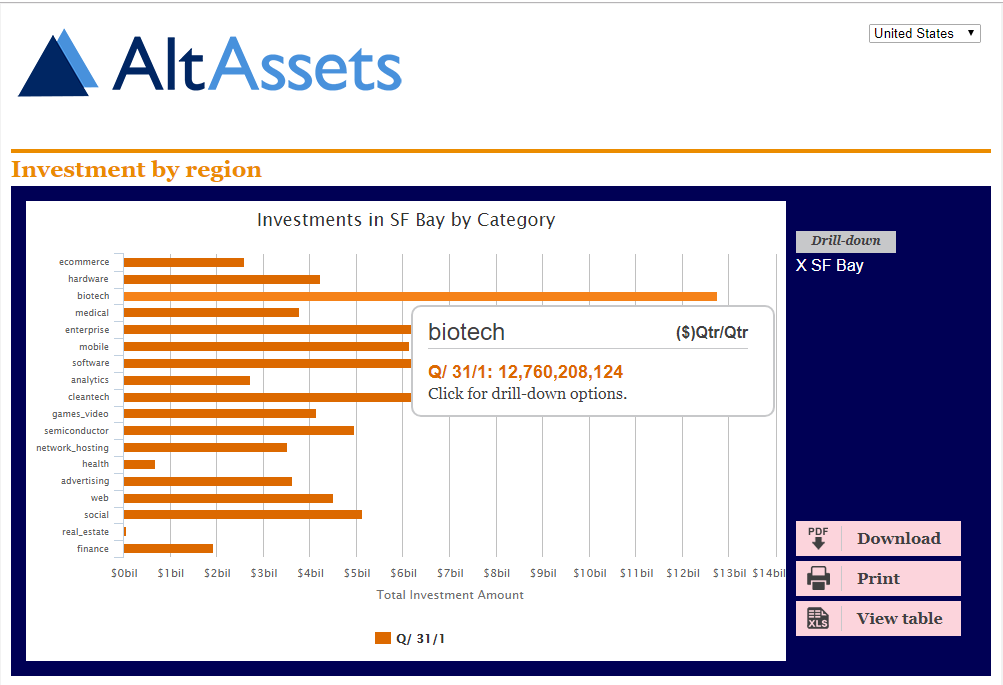 AltAssets
United States ▼
Investment by region
Investments in SF Bay by Category
Drill-down
X SF Bay
ecommerce
hardware
biotech
medical
enterprise
mobile
software
analytics
cleantech
games_video
semiconductor
network_hosting
health
advertising
web
social
real_estate
finance
biotech ($)Qtr/Qtr
Q/ 31/1: 12,760,208,124
Click for drill-down options.
$0bil $1bil $2bil $3bil $4bil $5bil $6bil $7bil $8bil $9bil $10bil $11bil $12bil $13bil $14bil
Total Investment Amount
Q/ 31/1
PDF Download
Print
XLS View table